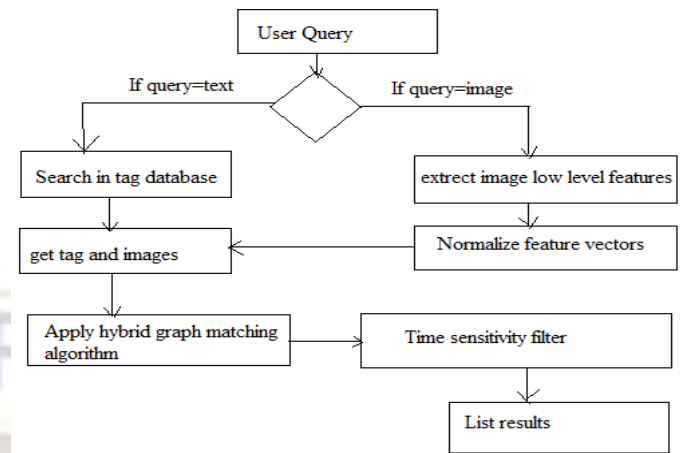 User Query
If query=text
If query=image
Search in tag database
extrect image low level features
get tag and images
Normalize feature vectors
Apply hybrid graph matching
algorithm
Time sensitivity filter
List results